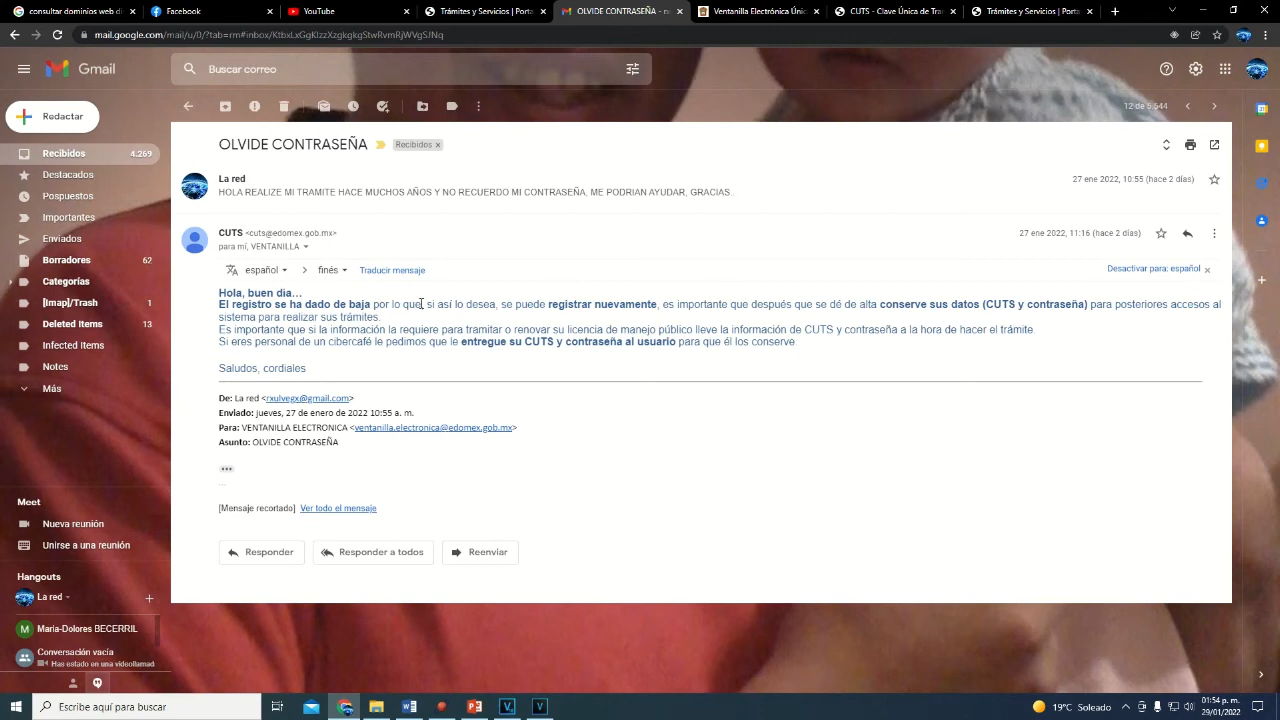 Trámites y
Trámites y Servicios Parte
Trámites y Servicios | Porte
OLVIDE CONTRASEÑA -
Ventanilla Electrónica Únic
CUTS - Clave Única de Tra
Trámites y Servicios | Porta
mail.google.com/mail/u/0/?
Gmail
Buscar correo
Redactar
12 de 5.544
Recibidos 4.269
Destacados
Pospuestos
Importantes
Enviados
Borradores 62
Categorías
[Imap]/Trash 1
Deleted Items 13
Infected Items
Notes
Más
OLVIDE CONTRASEÑA Recibidos ×
La red 27 ene 2022, 10:55 (hace 2 días)
HOLA REALIZE MI TRAMITE HACE MUCHOS AÑOS Y NO RECUERDO MI CONTRASEÑA, ME PODRIAN AYUDAR, GRACIAS..
CUTS <cuts@edomex.gob.mx> 27 ene 2022, 11:16 (hace 2 días)
para mí, VENTANILLA
español > finés Traducir mensaje Desactivar para: español ×
Hola, buen día…
El registro se ha dado de baja por lo que, si así lo desea, se puede registrar nuevamente, es importante que después que se dé de alta conserve sus datos (CUTS y contraseña) para posteriores accesos al
sistema para realizar sus trámites.
Es importante que si la información la requiere para tramitar o renovar su licencia de manejo público lleve la información de CUTS y contraseña a la hora de hacer el trámite.
Si eres personal de un cibercafé le pedimos que le entregue su CUTS y contraseña al usuario para que él los conserve.
Saludos, cordiales
De: La red <rxulvegx@gmail.com>
Enviado: jueves, 27 de enero de 2022 10:55 a. m.
Para: VENTANILLA ELECTRONICA <ventanilla.electronica@edomex.gob.mx>
Asunto: OLVIDE CONTRASEÑA
...
[Mensaje recortado] Ver todo el mensaje
Responder
Responder a todos
Reenviar
Meet
Nueva reunión
Unirse a una reunión
Hangouts
La red
M Maria-Dolores BECERRIL
Conversación vacía
Has estado en una videollamad
Escribe aquí para buscar
19°C Soleado
01:54 p. m.
29/01/2022